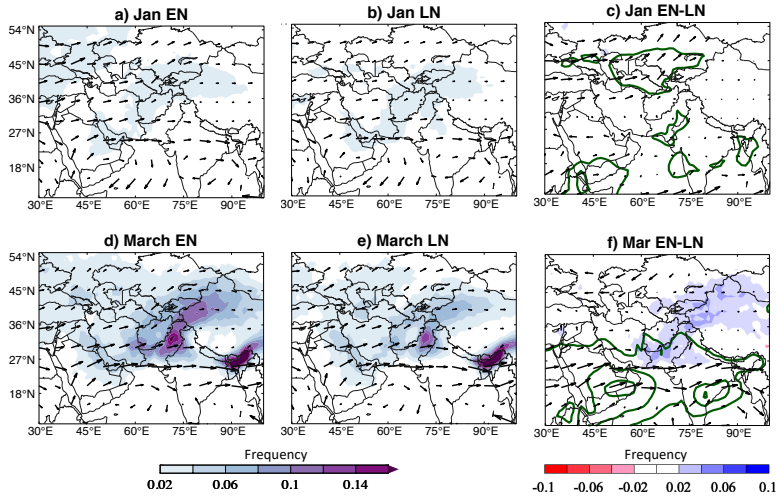 a) Jan EN
b) Jan LN
c) Jan EN-LN
54°N
45°N
36°N
27°N
18°N
30°E 45°E 60°E 75°E 90°E
30°E 45°E 60°E 75°E 90°E
30°E 45°E 60°E 75°E 90°E
d) March EN
e) March LN
f) Mar EN-LN
54°N
45°N
36°N
27°N
18°N
30°E 45°E 60°E 75°E 90°E
30°E 45°E 60°E 75°E 90°E
30°E 45°E 60°E 75°E 90°E
Frequency
0.02 0.06 0.1 0.14
Frequency
-0.1 -0.06 -0.02 0.02 0.06 0.1